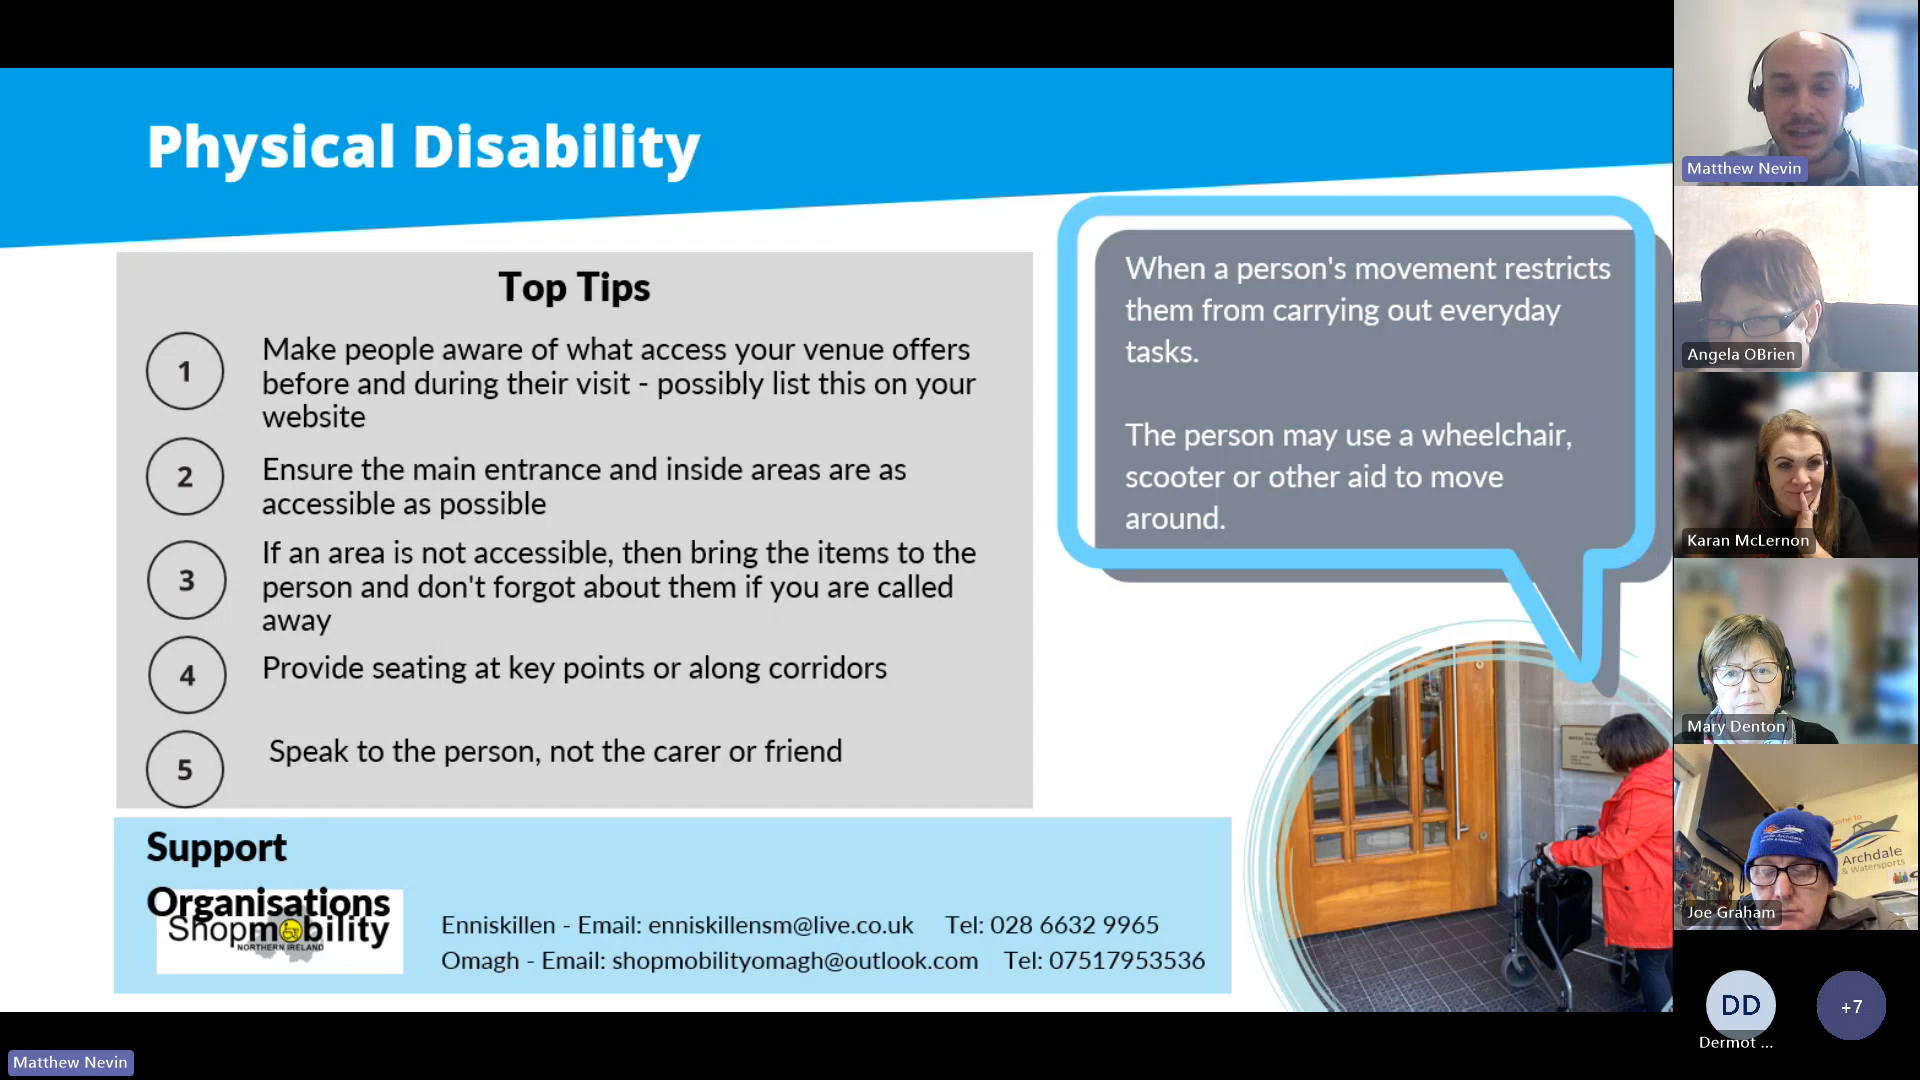 Physical Disability
Top Tips
1
Make people aware of what access your venue offers
before and during their visit - possibly list this on your
website
2
Ensure the main entrance and inside areas are as
accessible as possible
3
If an area is not accessible, then bring the items to the
person and don't forgot about them if you are called
away
4
Provide seating at key points or along corridors
5
Speak to the person, not the carer or friend
When a person's movement restricts
them from carrying out everyday
tasks.
The person may use a wheelchair,
scooter or other aid to move
around.
Support
Organisations
Shopmobility
NORTHERN IRELAND
Enniskillen - Email: enniskillensm@live.co.uk Tel: 028 6632 9965
Omagh - Email: shopmobilityomagh@outlook.com Tel: 07517953536
Matthew Nevin
Angela OBrien
Karan McLernon
Mary Denton
Archdale
& Watersports
Joe Graham
DD
Dermot ...
+7
Matthew Nevin